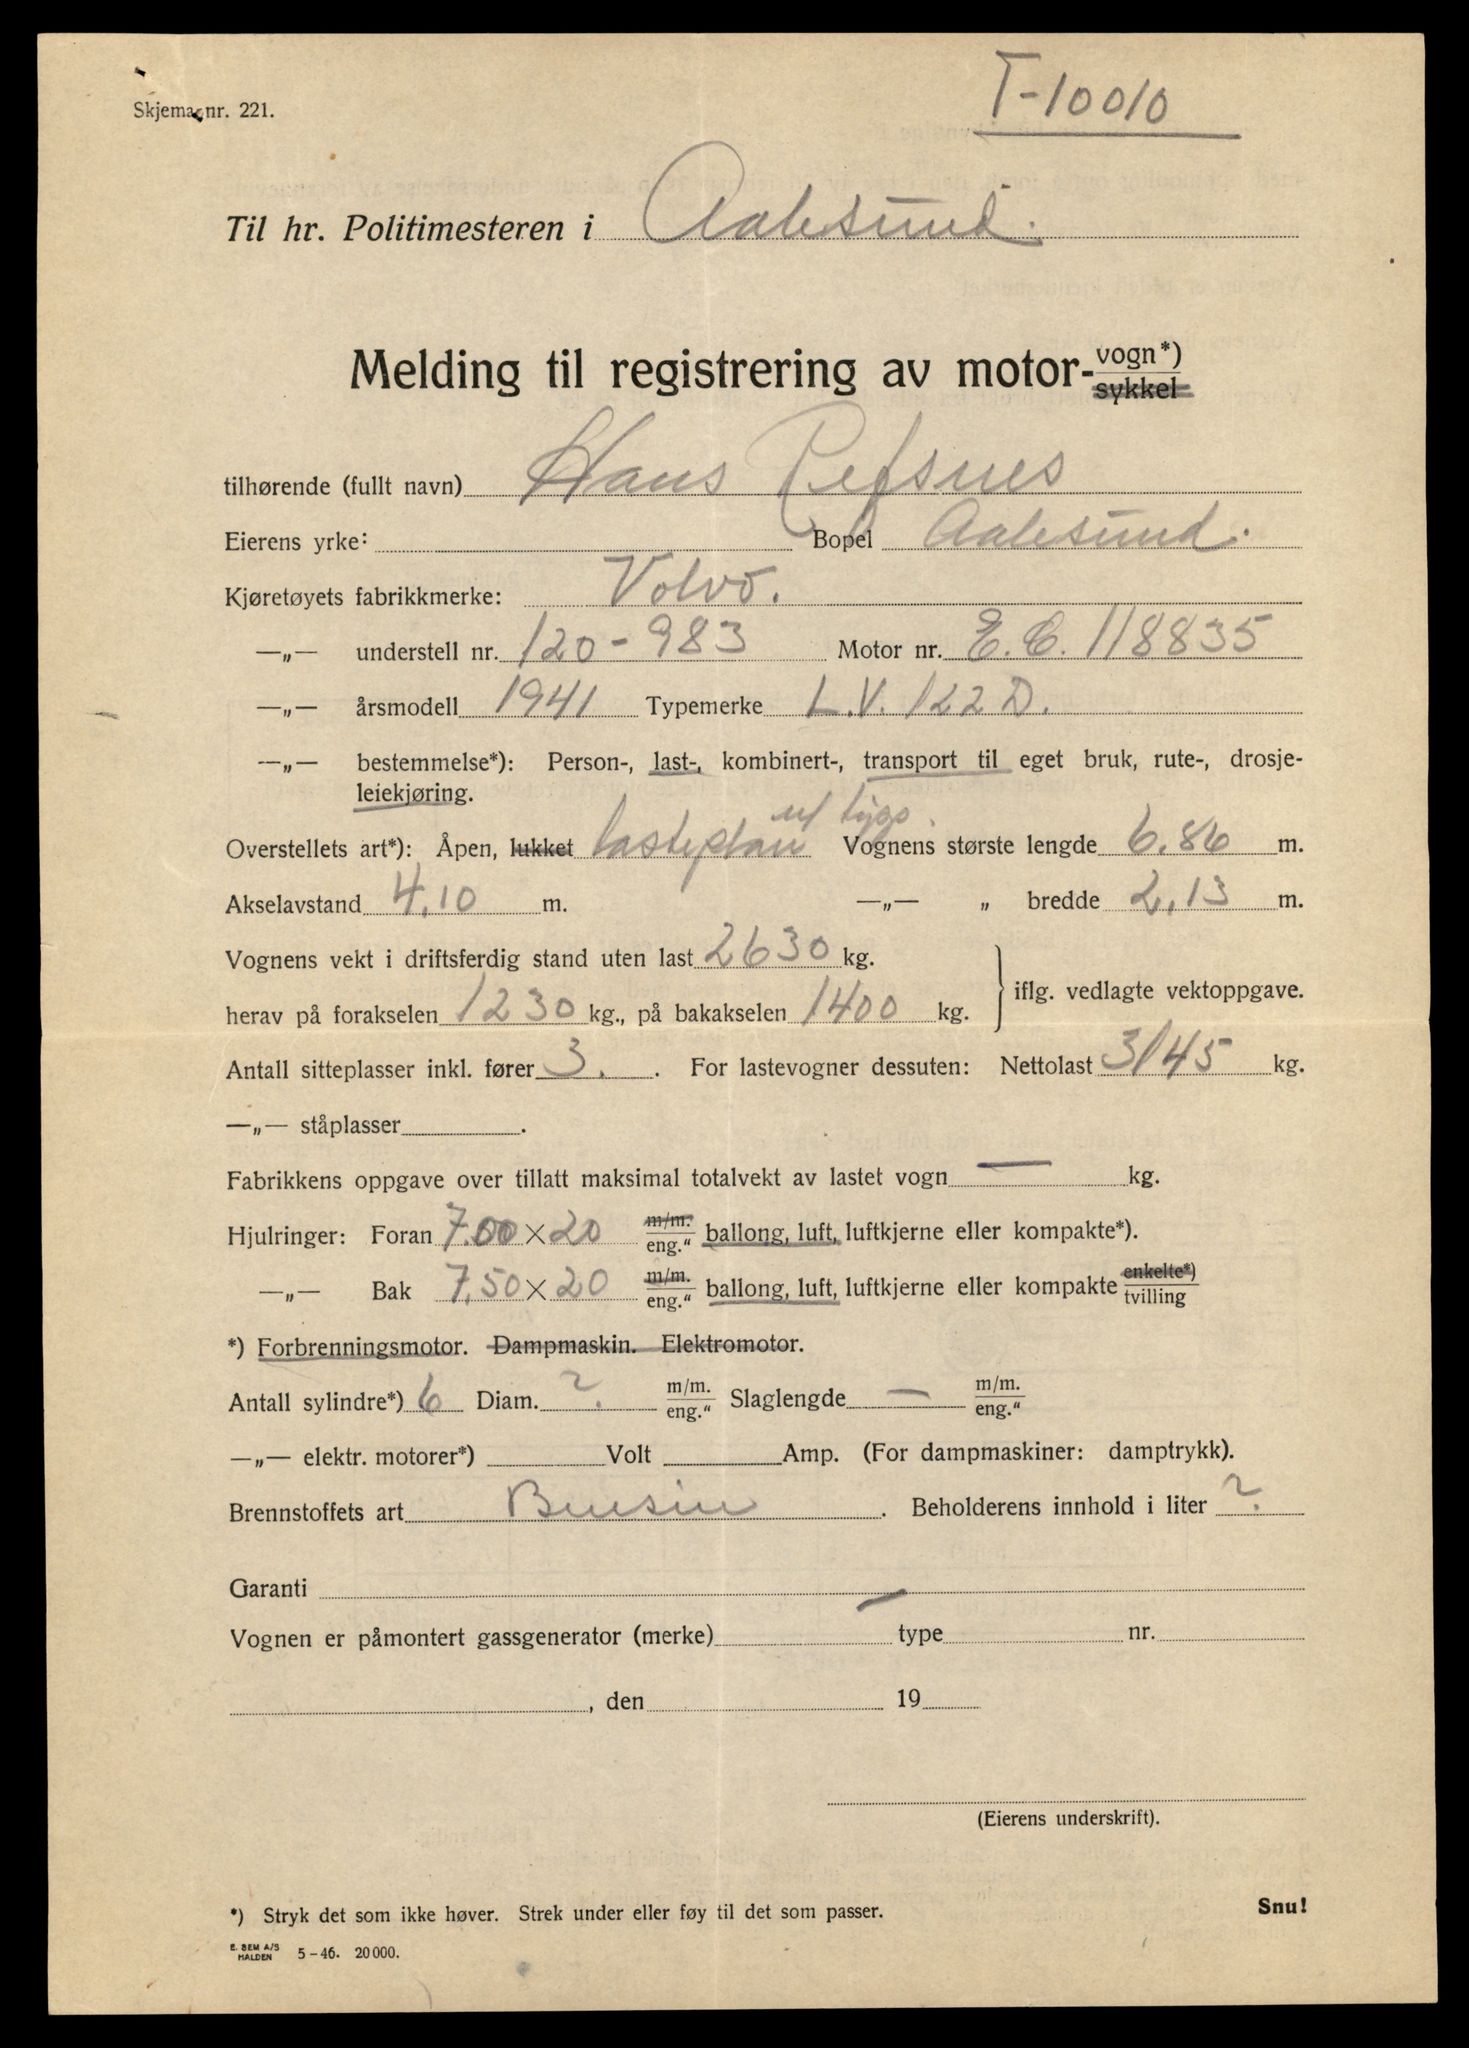 T-10010
Skjema nr. 221.
Til hr. Politimesteren i Aalesund.
Melding til registrering av motor-vogn*)
sykkel
tilhørende (fullt navn) Hans Refsnes
Eierens yrke: Bopel Aalesund.
Kjøretøyets fabrikkmerke: Volvo.
—„— understell nr. 120-983 Motor nr. E.C. 118835
—„— årsmodell 1941 Typemerke L.V. 122 D.
—„— bestemmelse*): Person-, last-, kombinert-, transport til eget bruk, rute-, drosje-
leiekjøring.
Overstellets art*): Åpen, lukket lasteplan Vognens største lengde 6.86 m.
Akselavstand 4.10 m. —„— „ bredde 2.13 m.
Vognens vekt i driftsferdig stand uten last 2630 kg.
herav på forakselen 1230 kg., på bakakselen 1400 kg. iflg. vedlagte vektoppgave.
Antall sitteplasser inkl. fører 3. . For lastevogner dessuten: Nettolast 3145 kg.
—„— ståplasser .
Fabrikkens oppgave over tillatt maksimal totalvekt av lastet vogn — kg.
Hjulringer: Foran 7.00 × 20 m/m. eng.“ ballong, luft, luftkjerne eller kompakte*).
—„— Bak 7.50 × 20 m/m. eng.“ ballong, luft, luftkjerne eller kompakte enkelte*) tvilling
*) Forbrenningsmotor. Dampmaskin. Elektromotor.
Antall sylindre*) 6 Diam. ? m/m. eng.“ Slaglengde — m/m. eng.“
—„— elektr. motorer*) Volt Amp. (For dampmaskiner: damptrykk).
Brennstoffets art Bensin . Beholderens innhold i liter ?
Garanti
Vognen er påmontert gassgenerator (merke) — type nr.
, den 19
(Eierens underskrift).
*) Stryk det som ikke høver. Strek under eller føy til det som passer. Snu!
E. SEM A/S
HALDEN 5-46. 20 000.